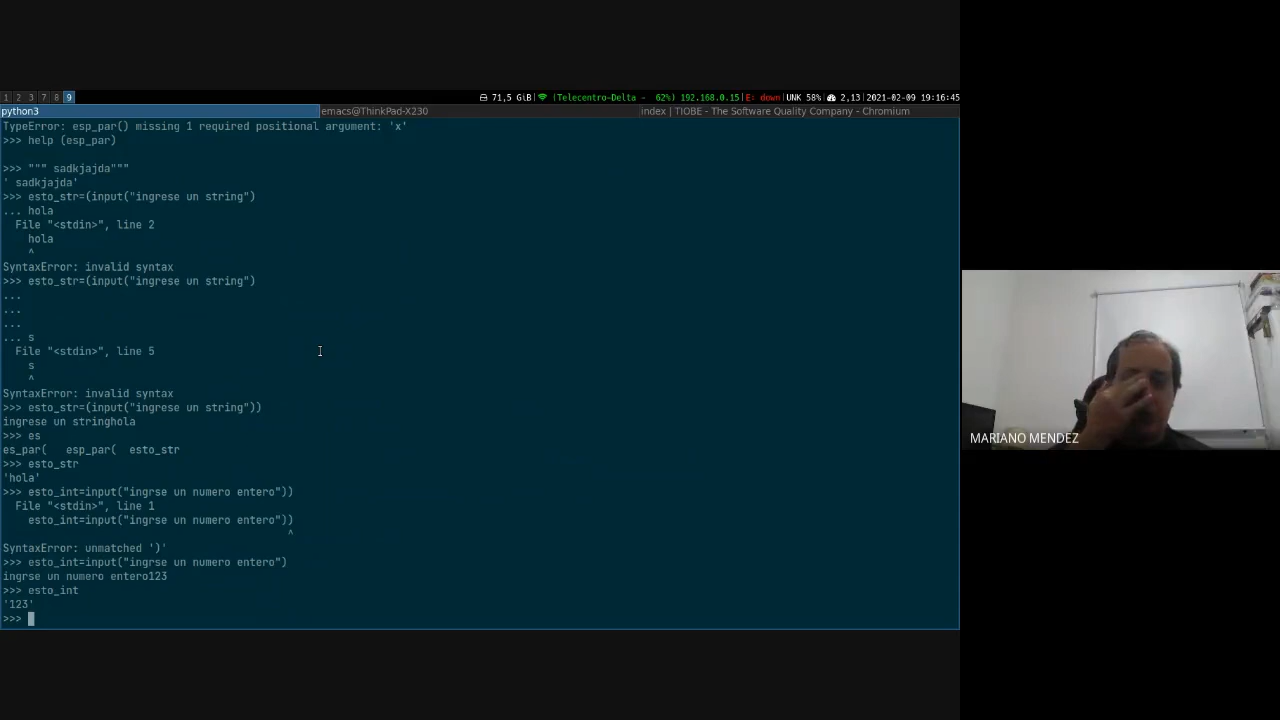 1 2 3 7 8 9
71,5 GiB| |Telecentro-Delta - 62%) 192.168.0.15|E: down|UNK 58%| 2,13|2021-02-09 19:16:45
python3 emacs@ThinkPad-X230 index | TIOBE - The Software Quality Company - Chromium
TypeError: esp_par() missing 1 required positional argument: 'x'
>>> help (esp_par)
>>> """ sadkjajda"""
' sadkjajda'
>>> esto_str=(input("ingrese un string")
... hola
File "<stdin>", line 2
hola
^
SyntaxError: invalid syntax
>>> esto_str=(input("ingrese un string")
...
...
...
... s
File "<stdin>", line 5
s
^
SyntaxError: invalid syntax
>>> esto_str=(input("ingrese un string"))
ingrese un stringhola
>>> es
es_par( esp_par( esto_str
>>> esto_str
'hola'
>>> esto_int=input("ingrse un numero entero"))
File "<stdin>", line 1
esto_int=input("ingrse un numero entero"))
^
SyntaxError: unmatched ')'
>>> esto_int=input("ingrse un numero entero")
ingrse un numero entero123
>>> esto_int
'123'
>>>
MARIANO MENDEZ